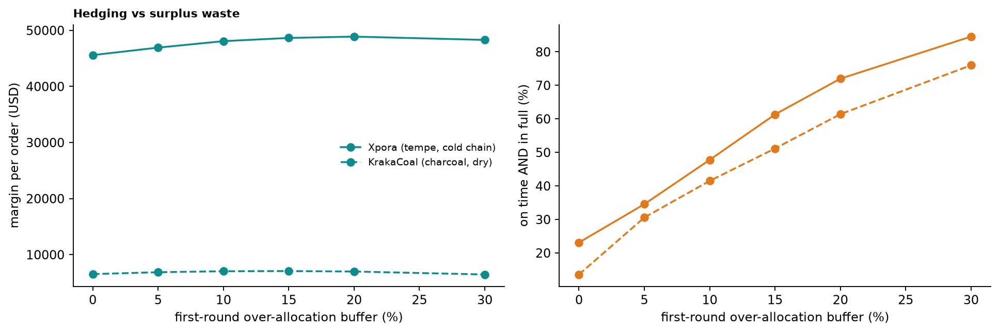 Hedging vs surplus waste
margin per order (USD)
50000
40000
30000
20000
10000
0 5 10 15 20 25 30
first-round over-allocation buffer (%)
Xpora (tempe, cold chain)
KrakaCoal (charcoal, dry)
on time AND in full (%)
80
70
60
50
40
30
20
0 5 10 15 20 25 30
first-round over-allocation buffer (%)